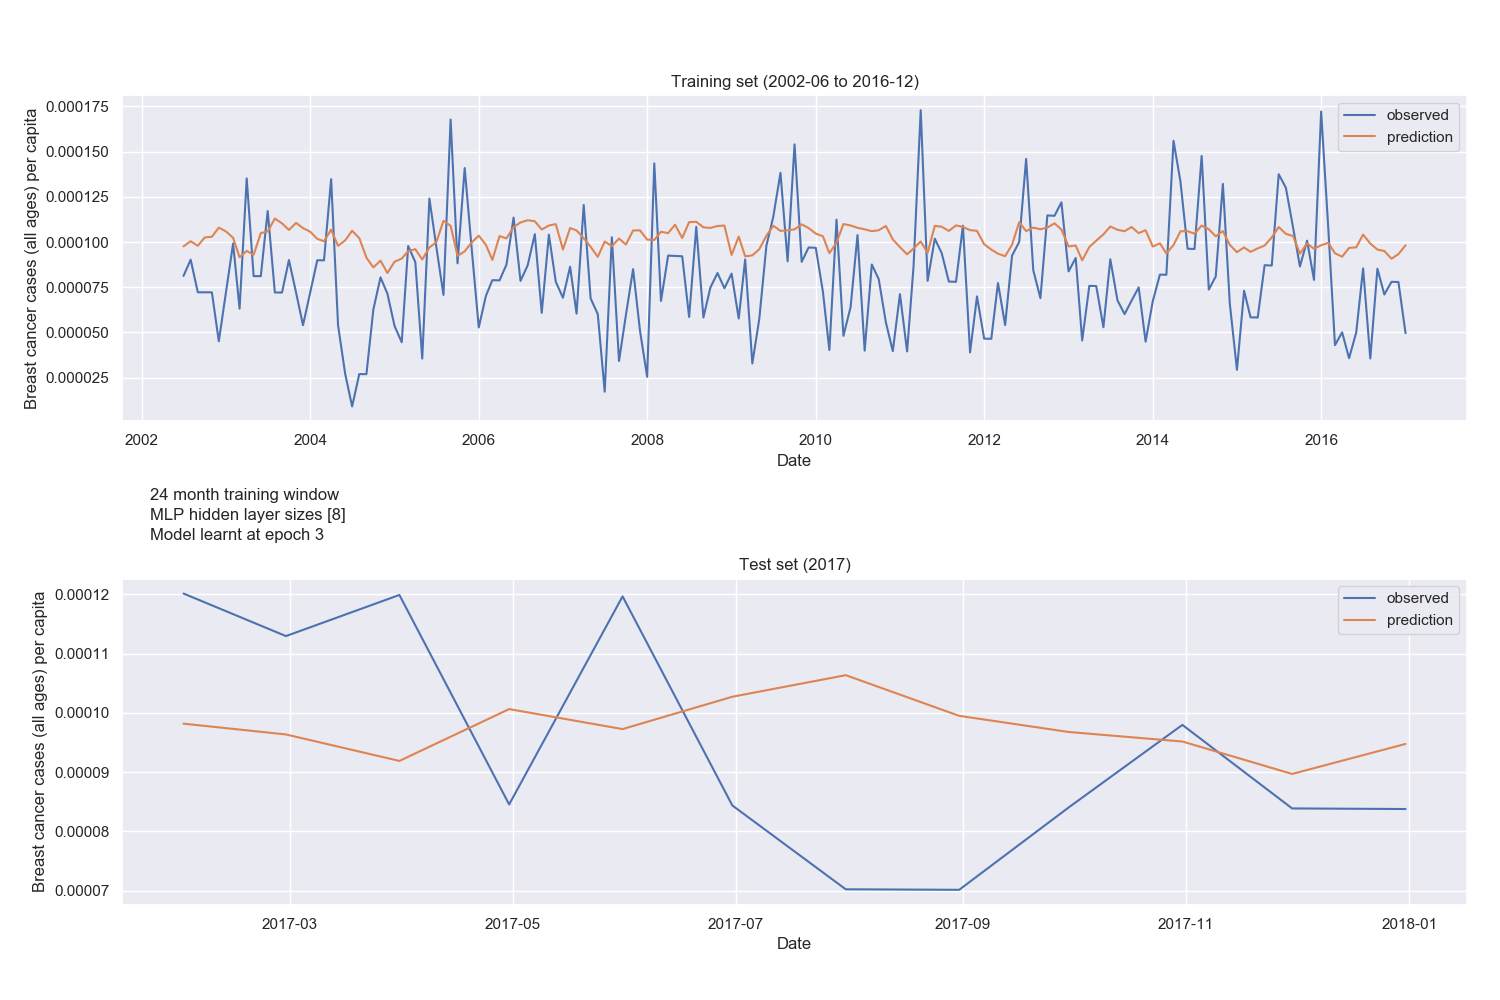 Training set (2002-06 to 2016-12)
Breast cancer cases (all ages) per capita
0.000175
0.000150
0.000125
0.000100
0.000075
0.000050
0.000025
observed
prediction
2002 2004 2006 2008 2010 2012 2014 2016
Date
24 month training window
MLP hidden layer sizes [8]
Model learnt at epoch 3
Test set (2017)
Breast cancer cases (all ages) per capita
0.00012
0.00011
0.00010
0.00009
0.00008
0.00007
observed
prediction
2017-03 2017-05 2017-07 2017-09 2017-11 2018-01
Date